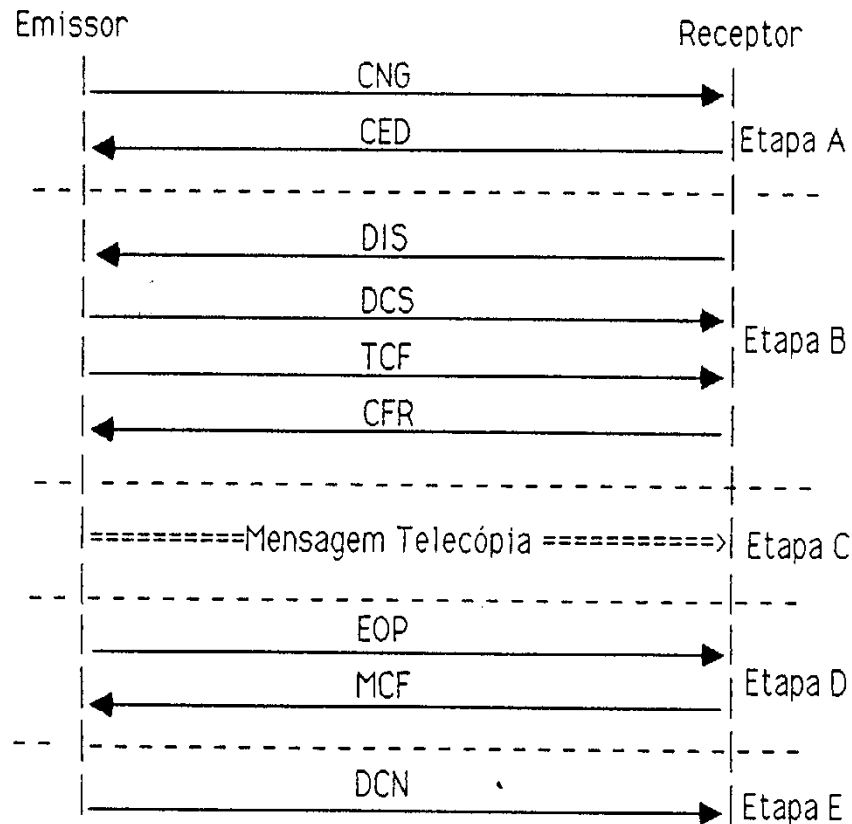 Emissor
Receptor
CNG
CED
Etapa A
DIS
DCS
Etapa B
TCF
CFR
=========Mensagem Telecópia ===========>
Etapa C
EOP
MCF
Etapa D
DCN
Etapa E